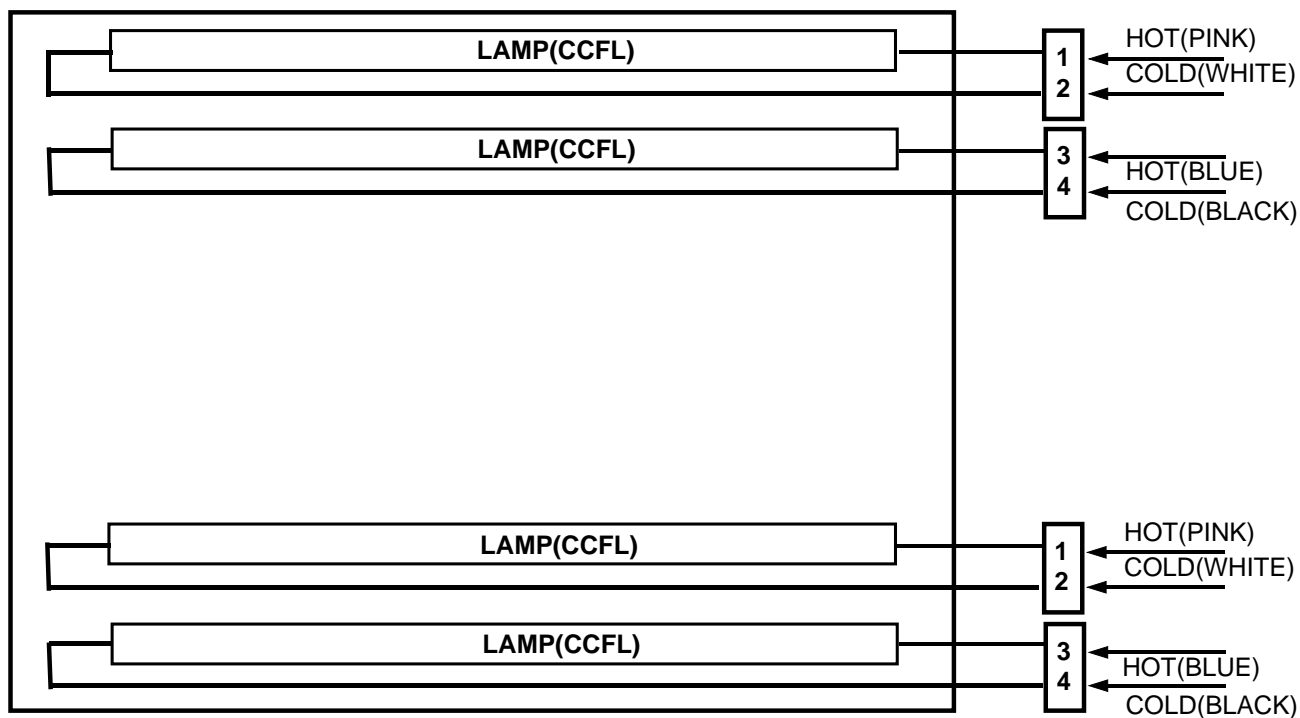 LAMP(CCFL)
1
2
HOT(PINK)
COLD(WHITE)
LAMP(CCFL)
3
4
HOT(BLUE)
COLD(BLACK)
LAMP(CCFL)
1
2
HOT(PINK)
COLD(WHITE)
LAMP(CCFL)
3
4
HOT(BLUE)
COLD(BLACK)